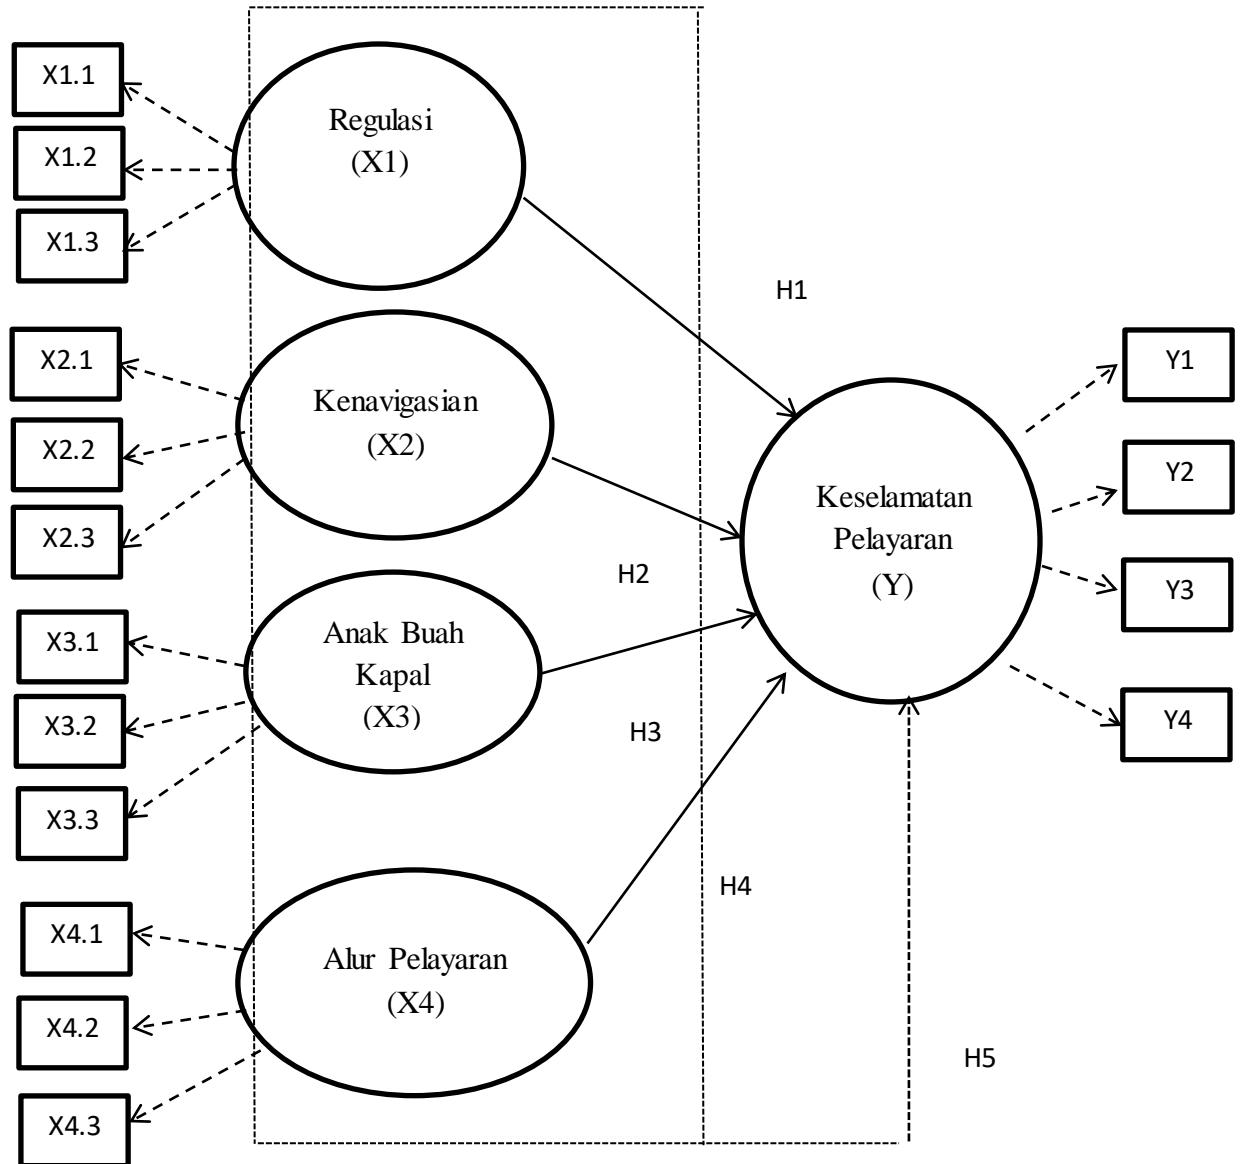 X1.1
X1.2
X1.3
Regulasi
(X1)
H1
X2.1
X2.2
X2.3
Kenavigasian
(X2)
H2
X3.1
X3.2
X3.3
Anak Buah
Kapal
(X3)
H3
X4.1
X4.2
X4.3
Alur Pelayaran
(X4)
H4
H5
Keselamatan
Pelayaran
(Y)
Y1
Y2
Y3
Y4